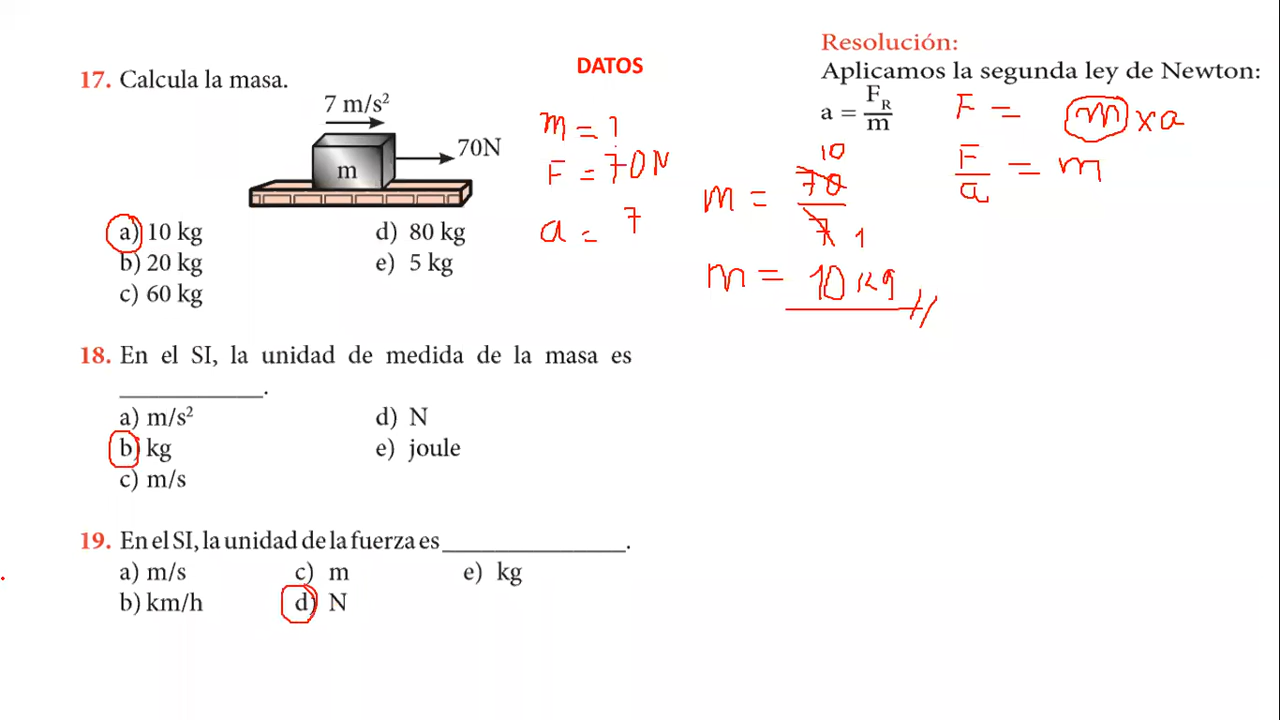 17. Calcula la masa.
7 m/s²
70N
m
a) 10 kg
b) 20 kg
c) 60 kg
d) 80 kg
e) 5 kg
18. En el SI, la unidad de medida de la masa es
____________.
a) m/s²
b) kg
c) m/s
d) N
e) joule
19. En el SI, la unidad de la fuerza es_______________.
a) m/s
b) km/h
c) m
d) N
e) kg
DATOS
m = ?
F = 70N
a = 7
Resolución:
Aplicamos la segunda ley de Newton:
a = F_R/m
F = m x a
F/a = m
10
m = 70/7
1
m = 10 kg //